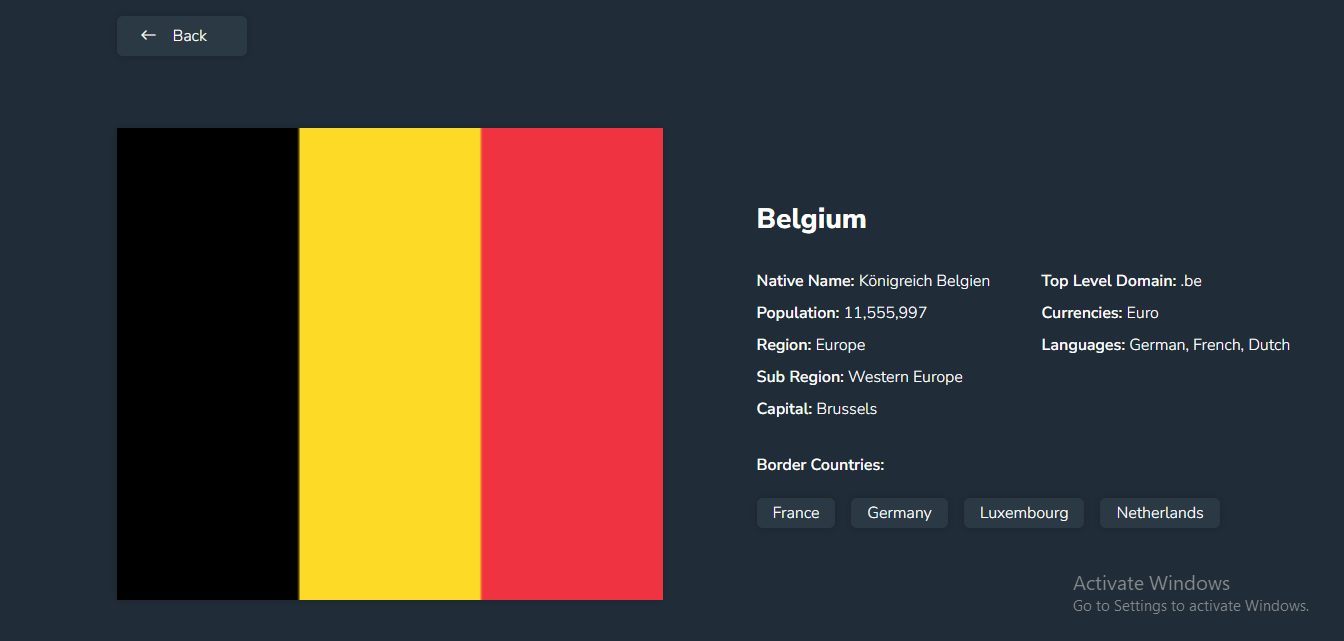 ← Back
Belgium
Native Name: Königreich Belgien
Population: 11,555,997
Region: Europe
Sub Region: Western Europe
Capital: Brussels
Top Level Domain: .be
Currencies: Euro
Languages: German, French, Dutch
Border Countries:
France Germany Luxembourg Netherlands
Activate Windows
Go to Settings to activate Windows.